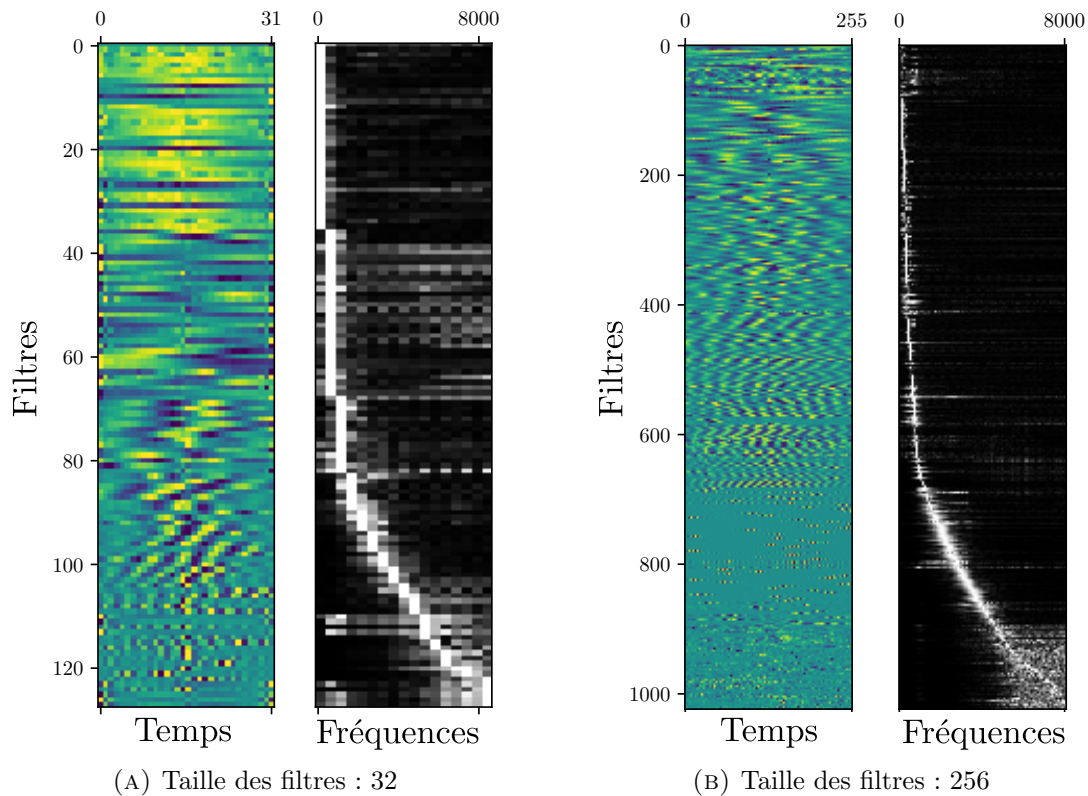 0 31 0 8000
0
20
40
60
80
100
120
Filtres
Temps Fréquences
(A) Taille des filtres : 32
0 255 0 8000
0
200
400
600
800
1000
Filtres
Temps Fréquences
(B) Taille des filtres : 256